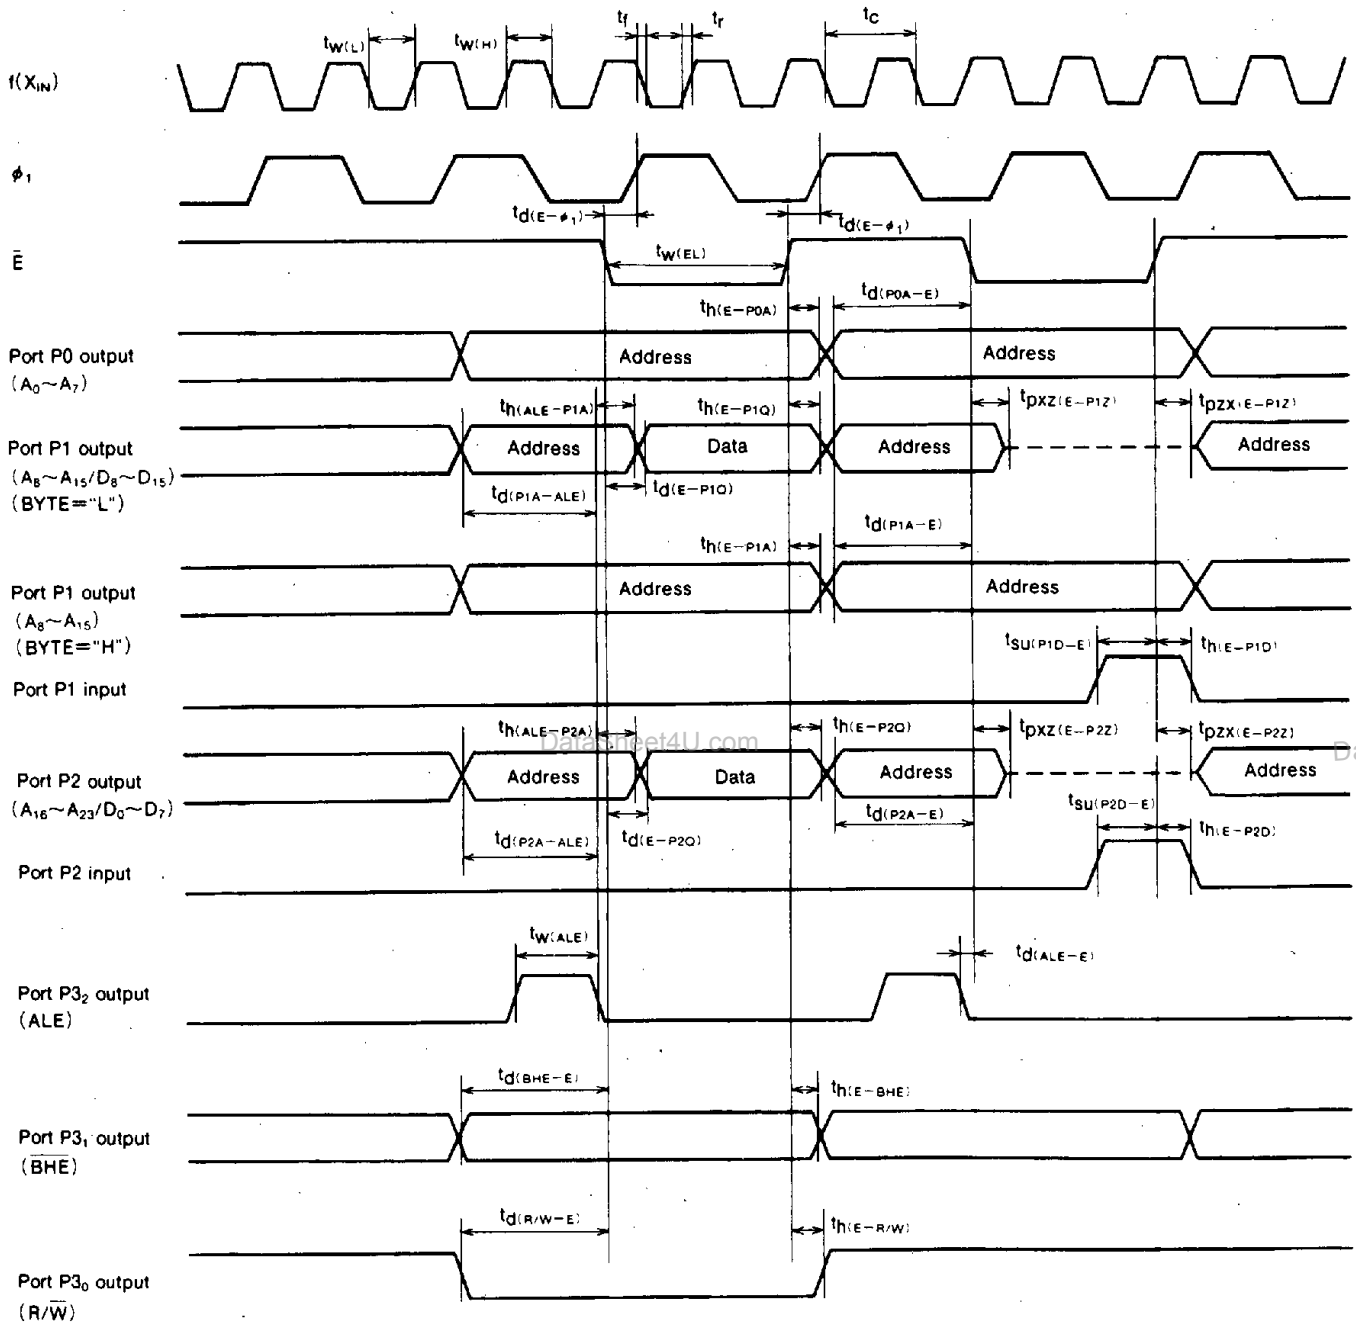 tf
tr
tC
tW(L)
tW(H)
f(XIN)
ϕ1
td(E−ϕ1)
td(E−ϕ1)
E̅
tW(EL)
th(E−P0A)
td(P0A−E)
Port P0 output
(A0~A7)
Address
Address
th(ALE−P1A)
th(E−P1Q)
tpxz(E−P1Z)
tpzx(E−P1Z)
Port P1 output
(A8~A15/D8~D15)
(BYTE="L")
Address
Data
Address
Address
td(P1A−ALE)
td(E−P1Q)
td(P1A−E)
th(E−P1A)
Port P1 output
(A8~A15)
(BYTE="H")
Address
Address
tsu(P1D−E)
th(E−P1D)
Port P1 input
th(ALE−P2A)
DataSheet4U.com
th(E−P2Q)
tpxz(E−P2Z)
tpzx(E−P2Z)
Da
Port P2 output
(A16~A23/D0~D7)
Address
Data
Address
Address
tsu(P2D−E)
td(P2A−ALE)
td(E−P2Q)
td(P2A−E)
th(E−P2D)
Port P2 input
tW(ALE)
td(ALE−E)
Port P32 output
(ALE)
td(BHE−E)
th(E−BHE)
Port P31 output
(B̅H̅E̅)
td(R/W−E)
th(E−R/W)
Port P30 output
(R/W̅)